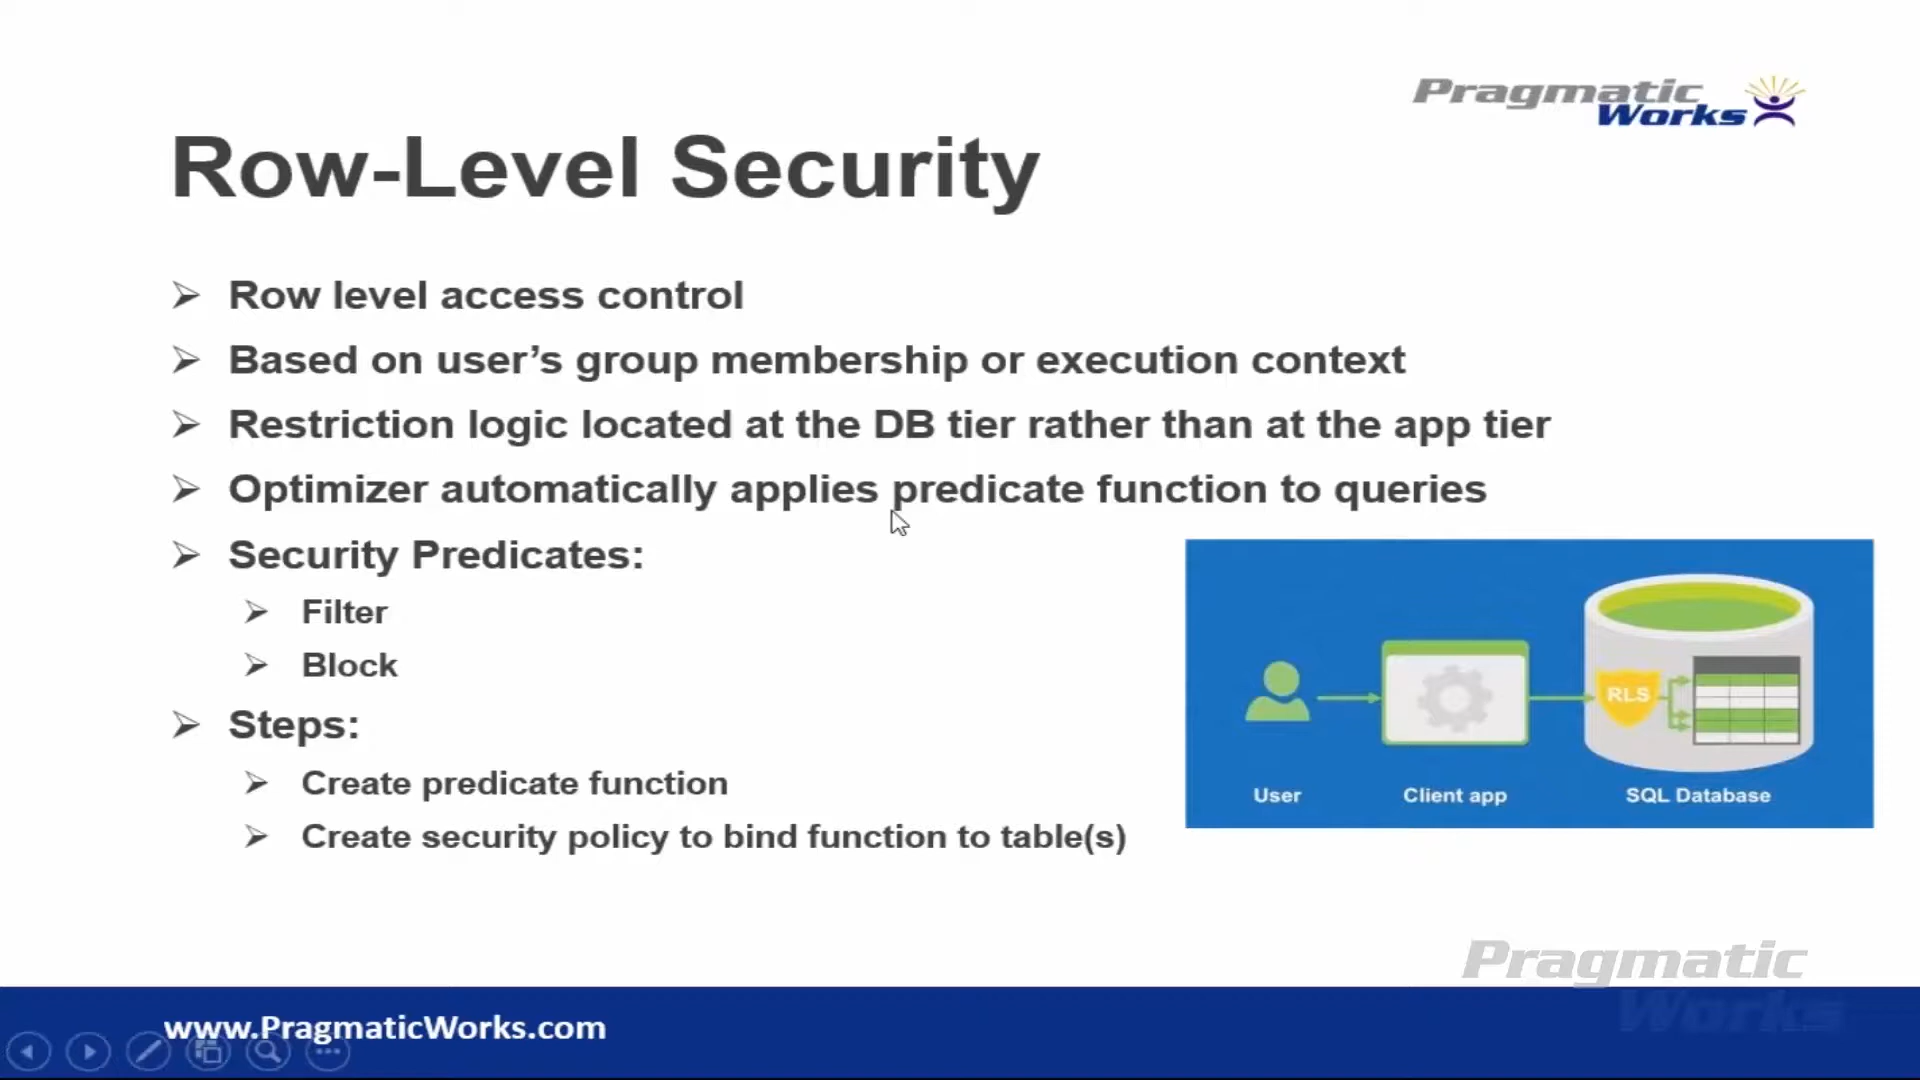 Pragmatic
Works
Row-Level Security
Row level access control
Based on user’s group membership or execution context
Restriction logic located at the DB tier rather than at the app tier
Optimizer automatically applies predicate function to queries
Security Predicates:
Filter
Block
Steps:
Create predicate function
Create security policy to bind function to table(s)
RLS
User
Client app
SQL Database
Pragmatic
Works
www.PragmaticWorks.com